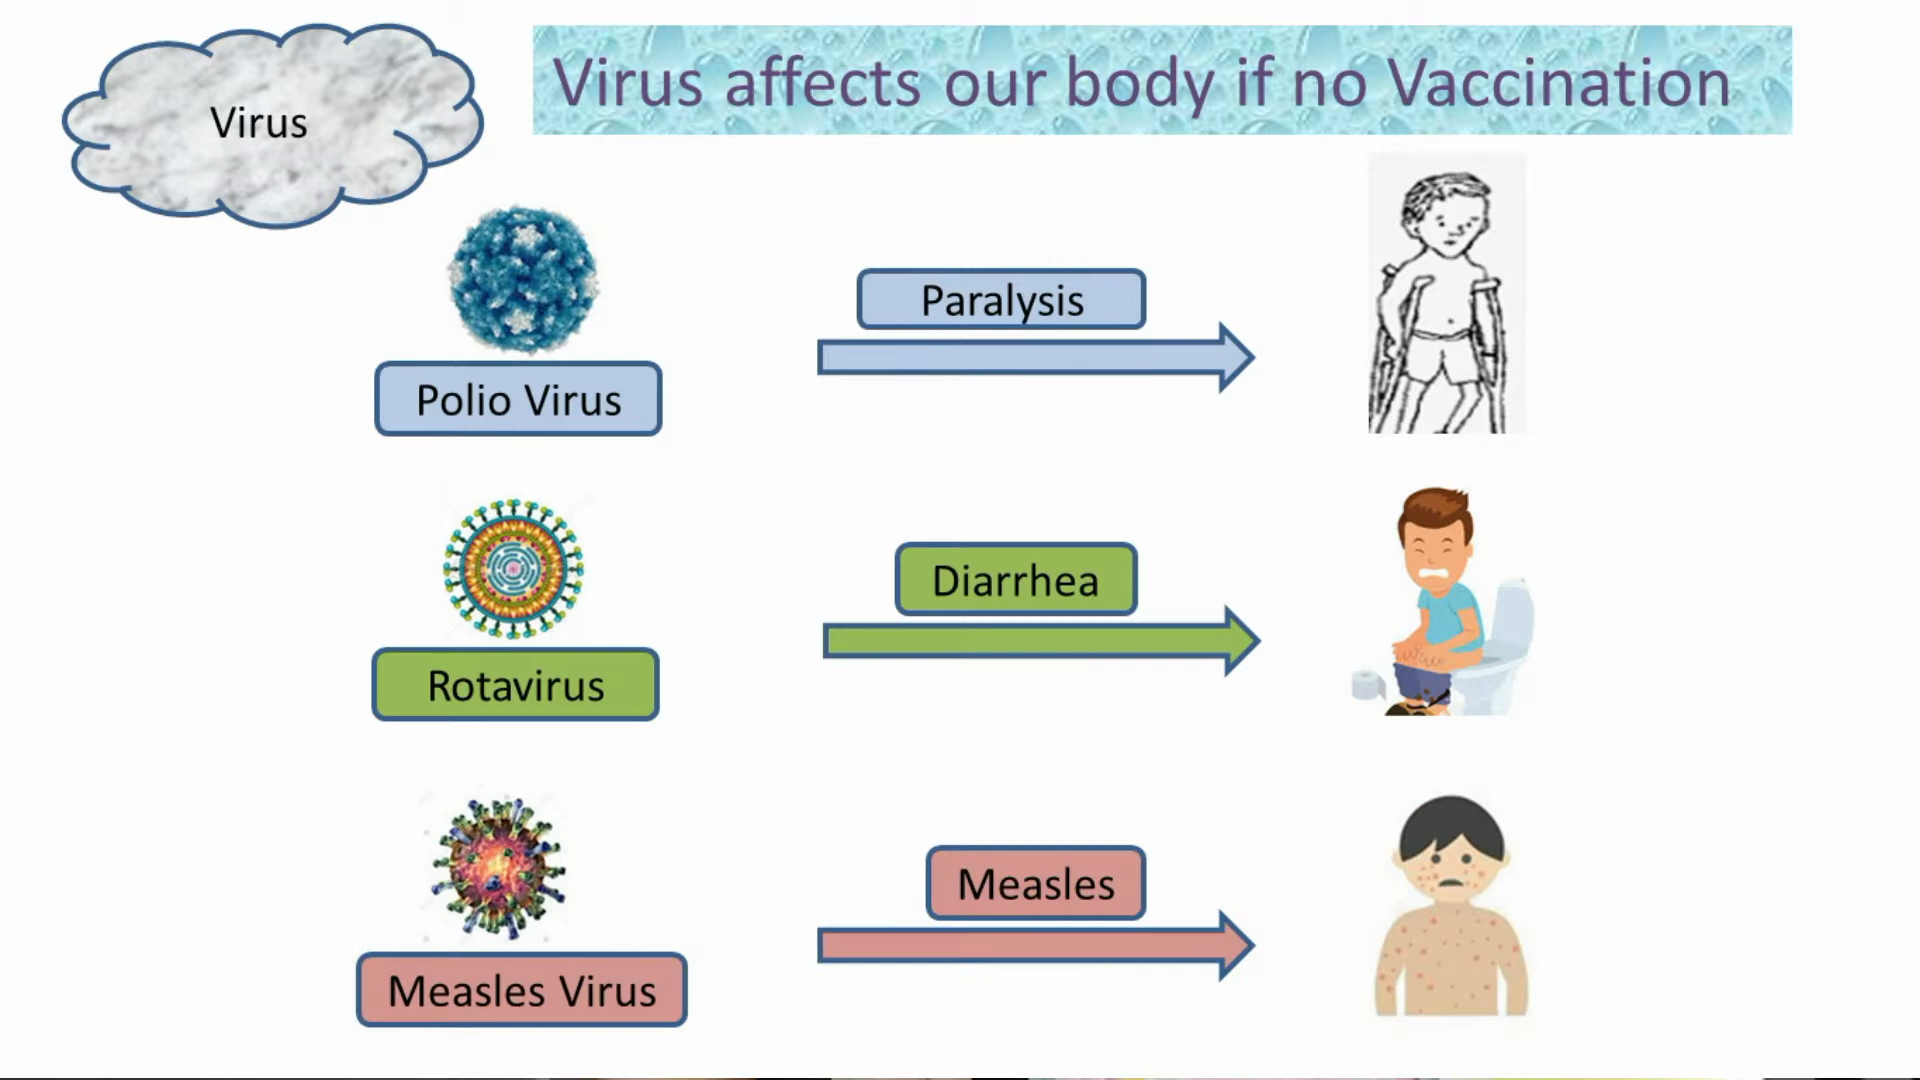 Virus
Virus affects our body if no Vaccination
Paralysis
Polio Virus
Diarrhea
Rotavirus
Measles
Measles Virus